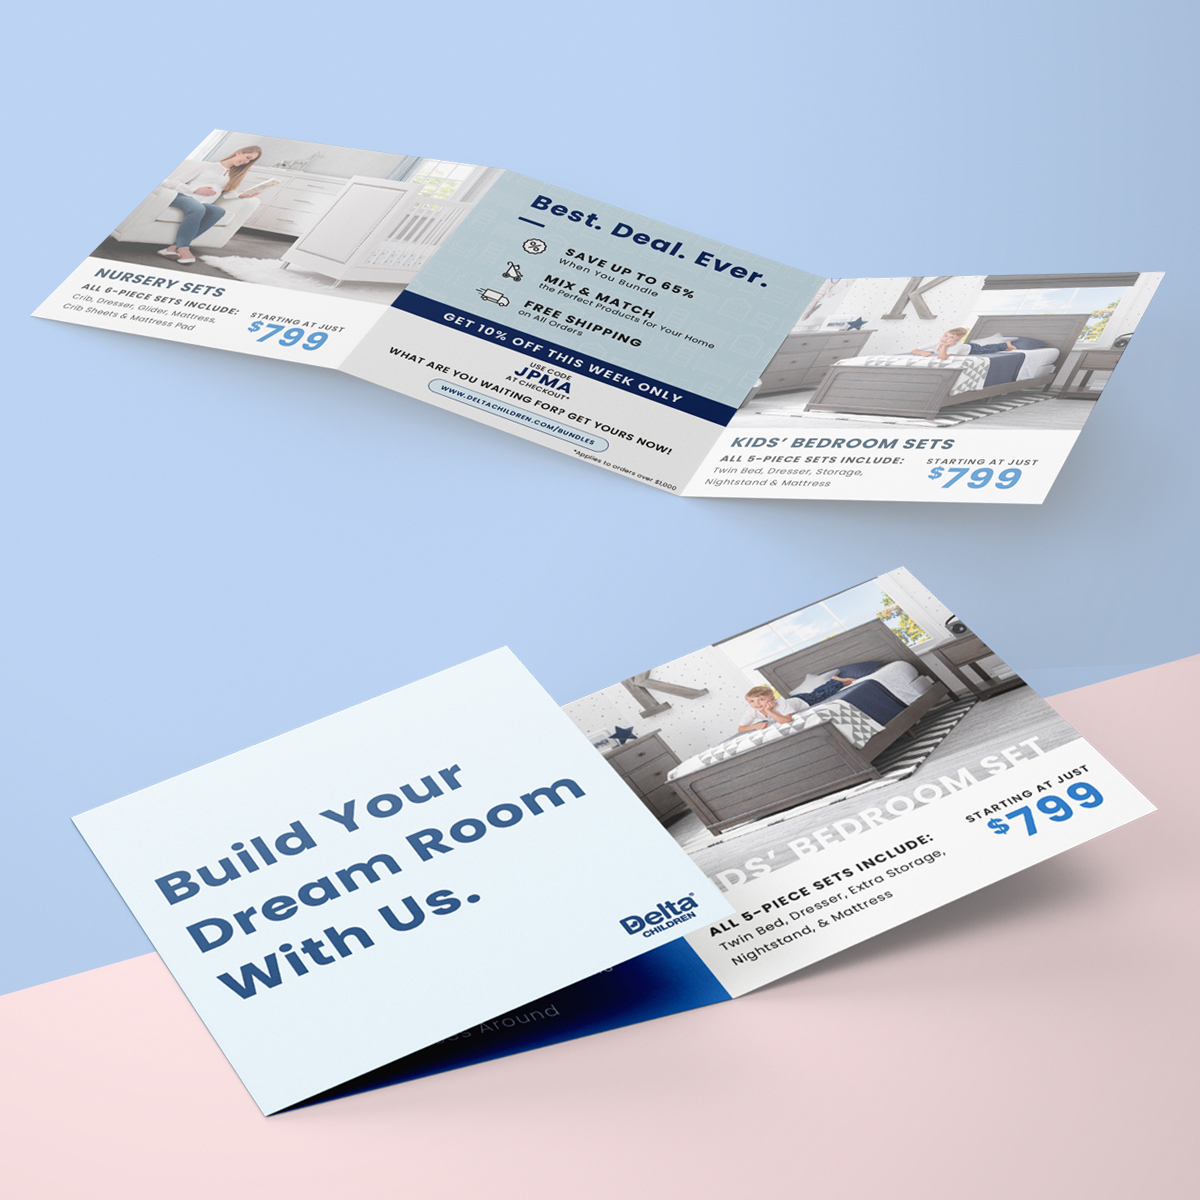 NURSERY SETS
ALL 6-PIECE SETS INCLUDE:
Crib, Dresser, Glider, Mattress,
Crib Sheets & Mattress Pad
STARTING AT JUST
$799
Best. Deal. Ever.
SAVE UP TO 65%
When You Bundle
MIX & MATCH
the Perfect Products for Your Home
FREE SHIPPING
on All Orders
GET 10% OFF THIS WEEK ONLY
USE CODE
JPMA
AT CHECKOUT*
WHAT ARE YOU WAITING FOR? GET YOURS NOW!
WWW.DELTACHILDREN.COM/BUNDLES
*Applies to orders over $1,000
K
KIDS' BEDROOM SETS
ALL 5-PIECE SETS INCLUDE:
Twin Bed, Dresser, Storage,
Nightstand & Mattress
STARTING AT JUST
$799
Build Your
Dream Room
With Us.
Delta®
CHILDREN
K
IDS' BEDROOM SET
STARTING AT JUST
$799
ALL 5-PIECE SETS INCLUDE:
Twin Bed, Dresser, Extra Storage,
Nightstand, & Mattress
Around